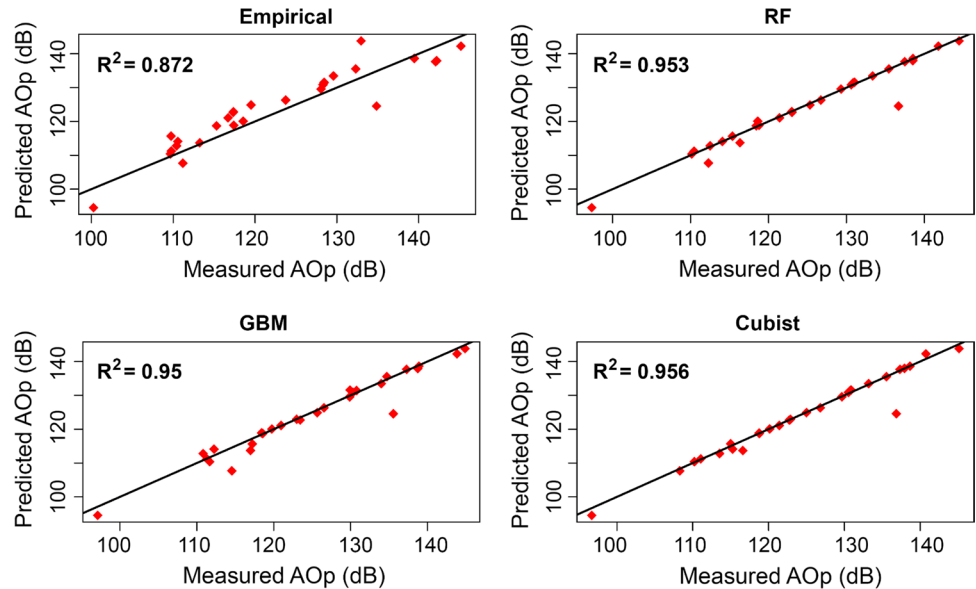 Empirical
R² = 0.872
Predicted AOp (dB)
100
120
140
100
110
120
130
140
Measured AOp (dB)
RF
R² = 0.953
Predicted AOp (dB)
100
120
140
100
110
120
130
140
Measured AOp (dB)
GBM
R² = 0.95
Predicted AOp (dB)
100
120
140
100
110
120
130
140
Measured AOp (dB)
Cubist
R² = 0.956
Predicted AOp (dB)
100
120
140
100
110
120
130
140
Measured AOp (dB)